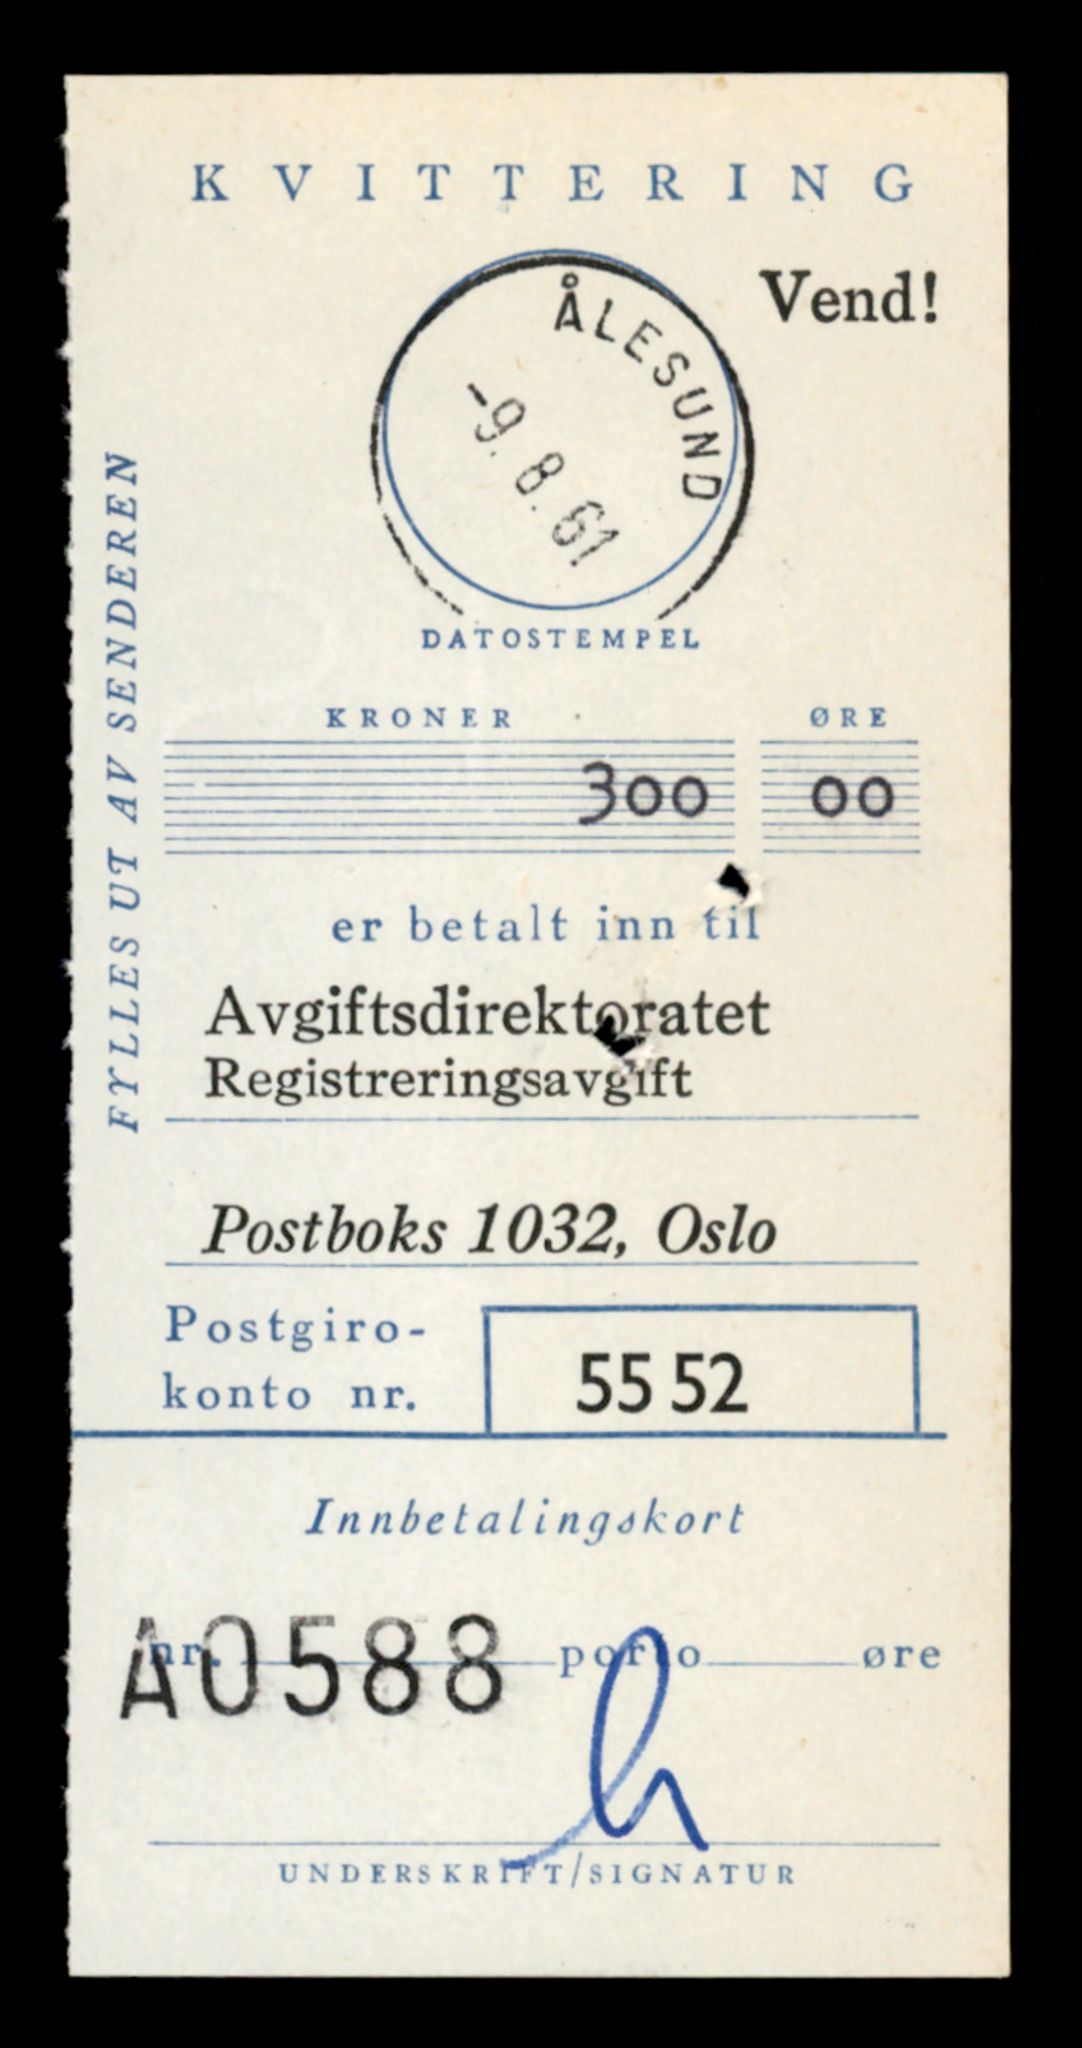 KVITTERING
Vend!
ÅLESUND
-9. 8. 61
DATOSTEMPEL
FYLLES UT AV SENDEREN
KRONER ØRE
300 00
er betalt inn til
Avgiftsdirektoratet
Registreringsavgift
Postboks 1032, Oslo
Postgiro-
konto nr. 55 52
Innbetalingskort
nr. A0588 porto øre
UNDERSKRIFT/SIGNATUR